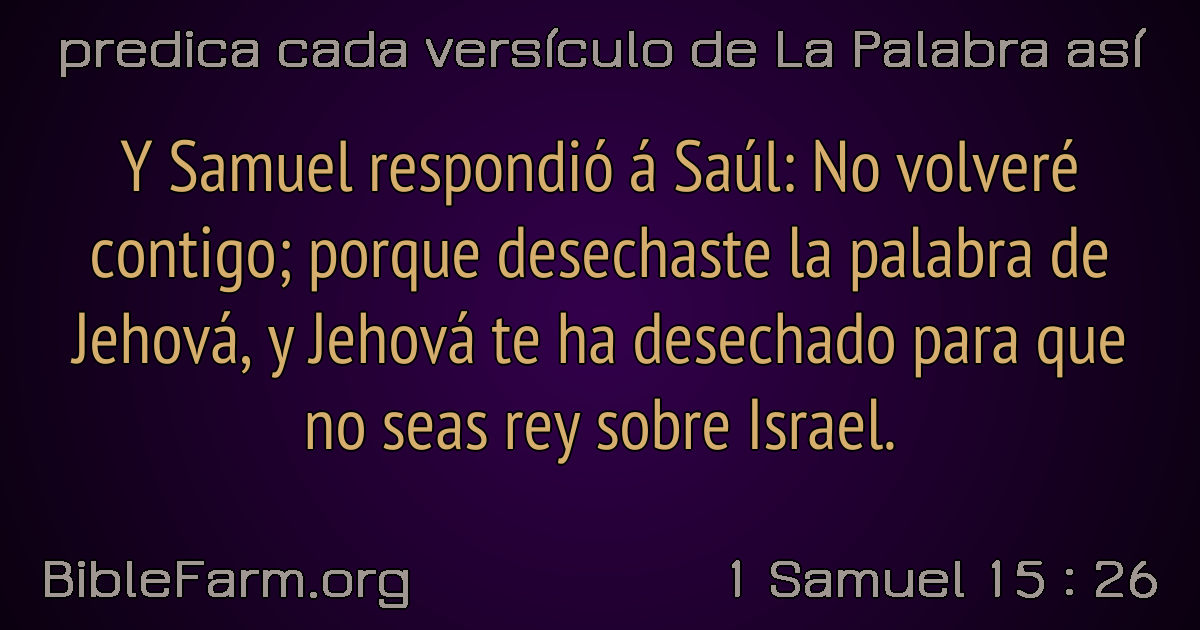 predica cada versículo de La Palabra así
Y Samuel respondió á Saúl: No volveré
contigo; porque desechaste la palabra de
Jehová, y Jehová te ha desechado para que
no seas rey sobre Israel.
BibleFarm.org
1 Samuel 15 : 26